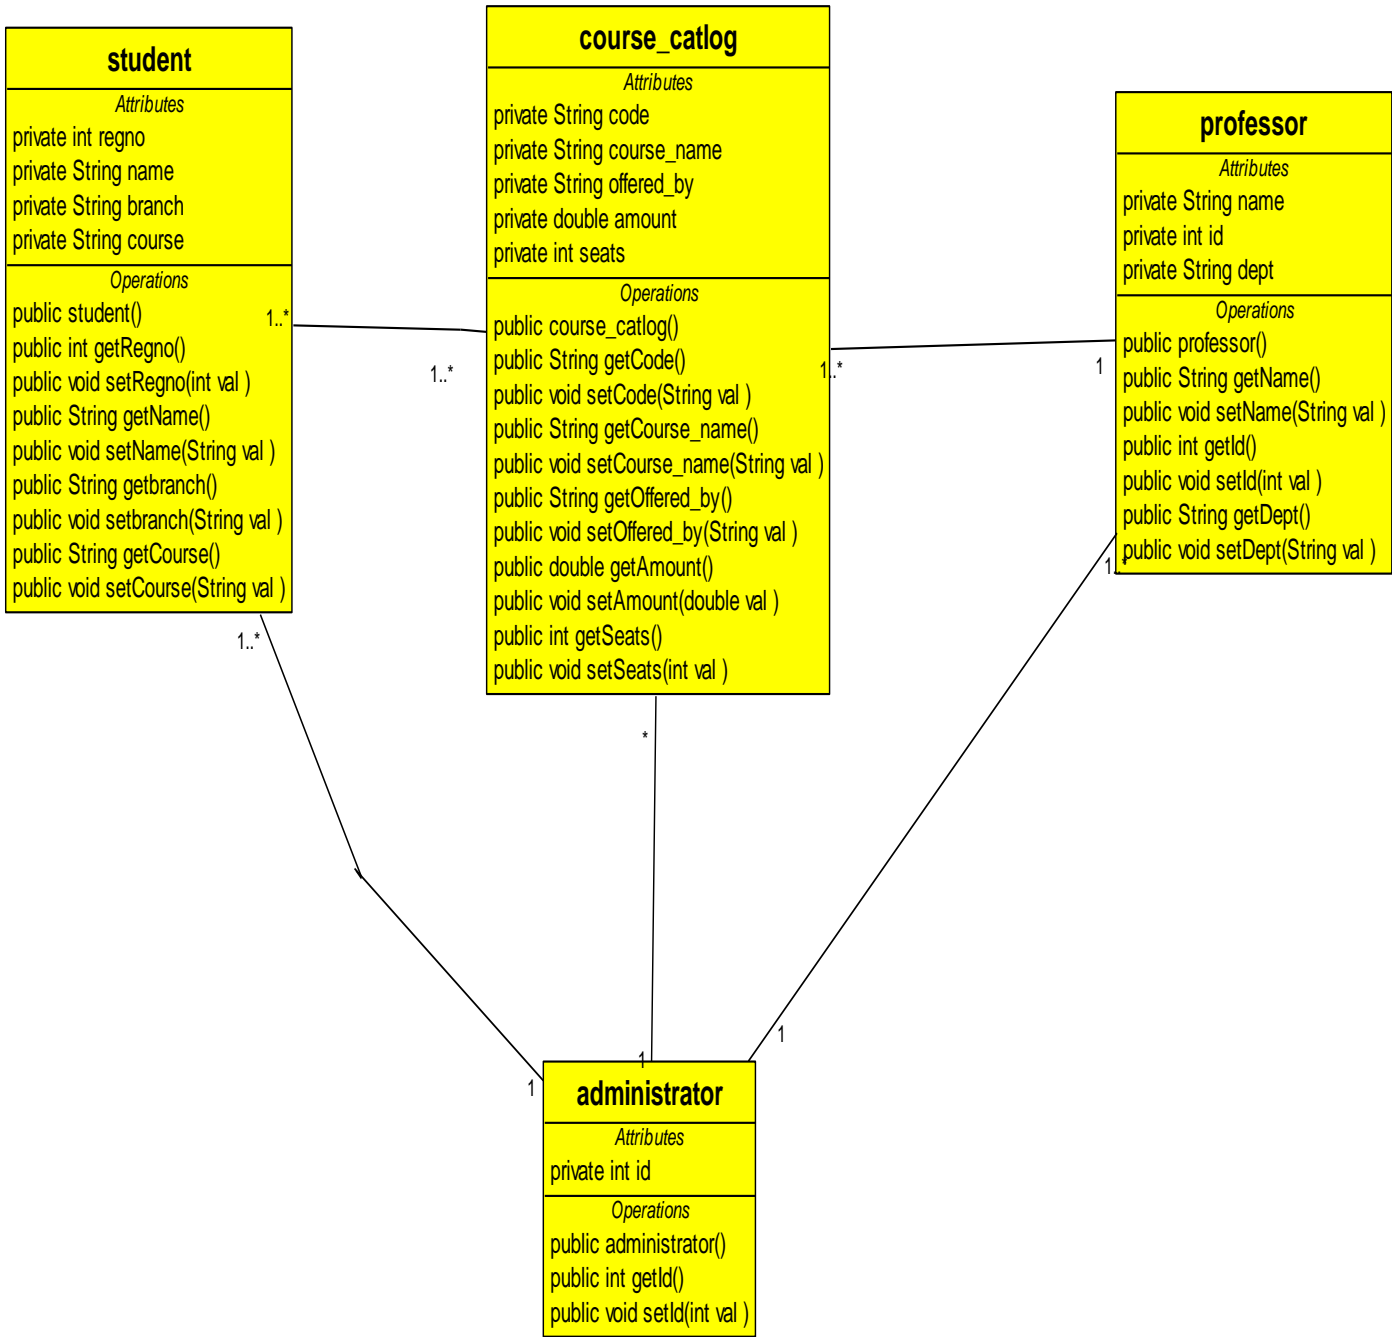 student
Attributes
private int regno
private String name
private String branch
private String course
Operations
public student()
public int getRegno()
public void setRegno(int val )
public String getName()
public void setName(String val )
public String getbranch()
public void setbranch(String val )
public String getCourse()
public void setCourse(String val )
1..*
1..*
1..*
course_catlog
Attributes
private String code
private String course_name
private String offered_by
private double amount
private int seats
Operations
public course_catlog()
public String getCode()
public void setCode(String val )
public String getCourse_name()
public void setCourse_name(String val )
public String getOffered_by()
public void setOffered_by(String val )
public double getAmount()
public void setAmount(double val )
public int getSeats()
public void setSeats(int val )
1..*
1
*
professor
Attributes
private String name
private int id
private String dept
Operations
public professor()
public String getName()
public void setName(String val )
public int getId()
public void setId(int val )
public String getDept()
public void setDept(String val )
1..*
1
1
1
administrator
Attributes
private int id
Operations
public administrator()
public int getId()
public void setId(int val )